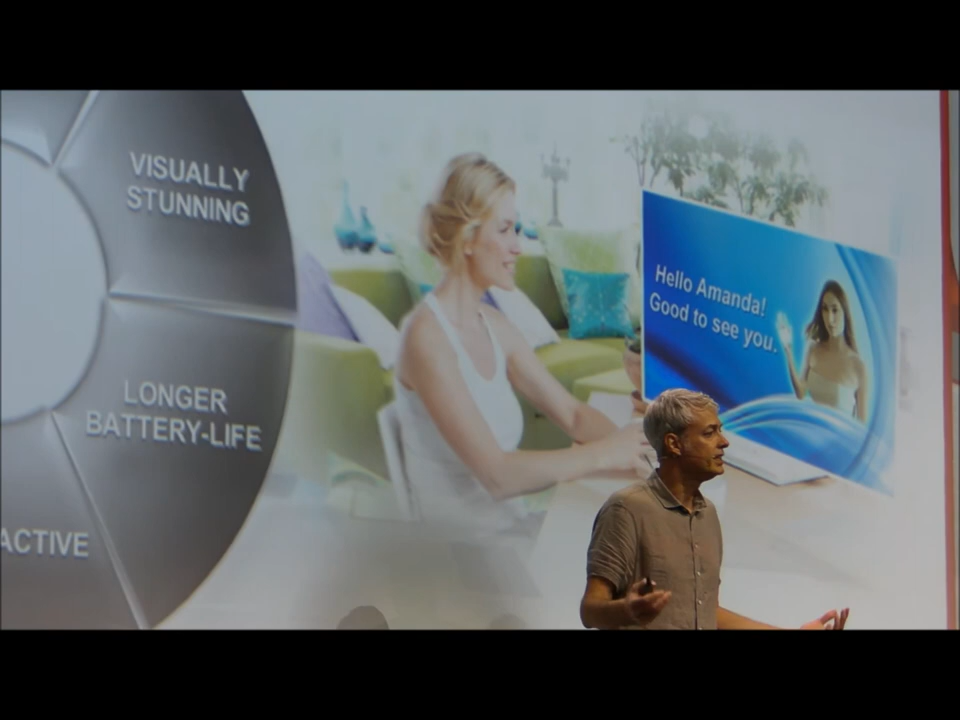 VISUALLY
STUNNING
LONGER
BATTERY-LIFE
ACTIVE
Hello Amanda!
Good to see you.